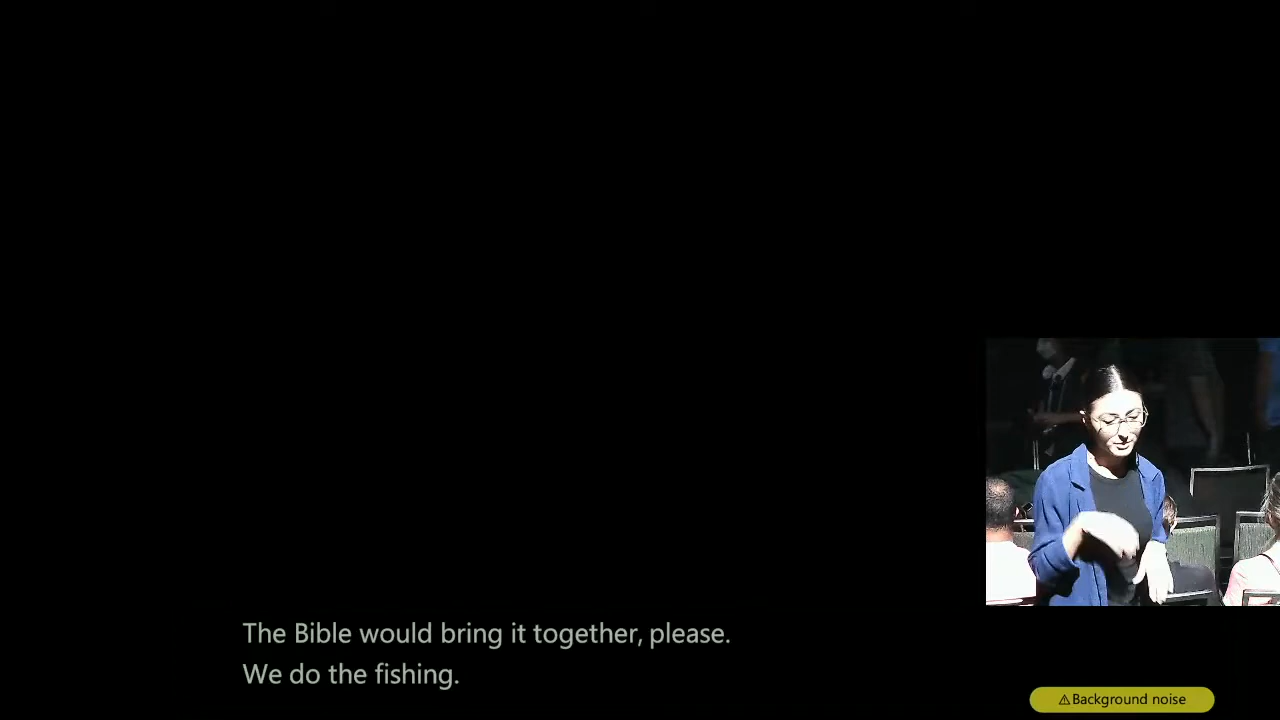 The Bible would bring it together, please.
We do the fishing.
⚠Background noise